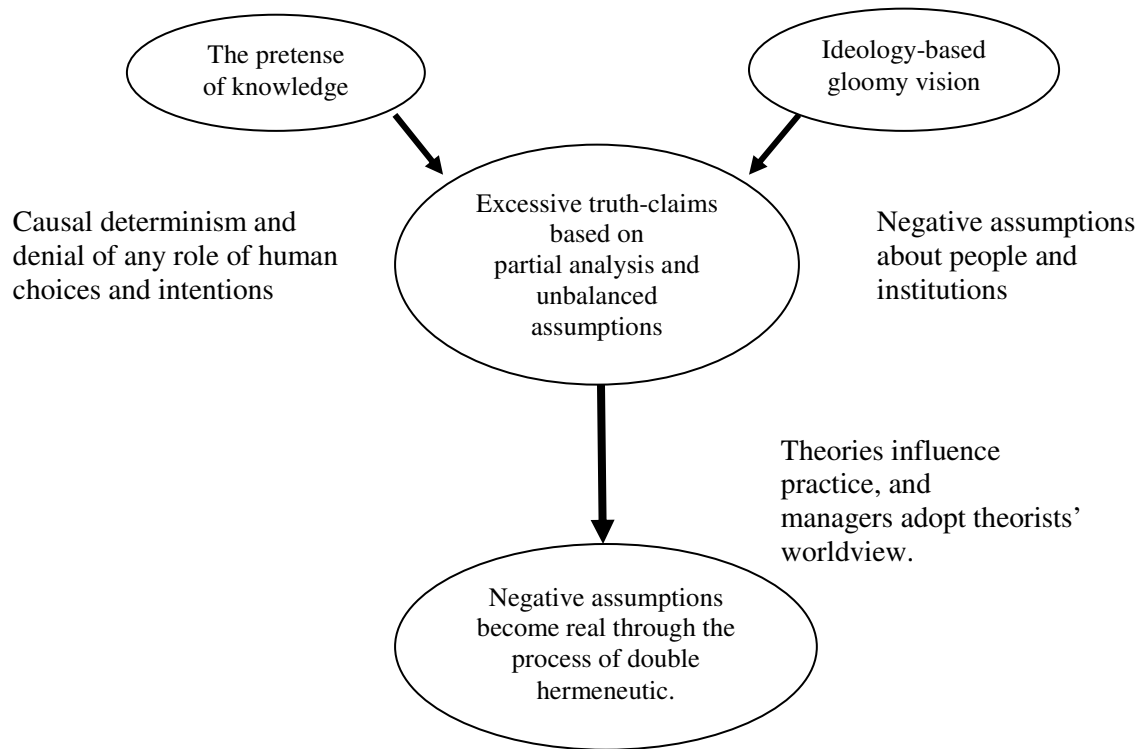 The pretense
of knowledge
Ideology-based
gloomy vision
Causal determinism and
denial of any role of human
choices and intentions
Excessive truth-claims
based on
partial analysis and
unbalanced
assumptions
Negative assumptions
about people and
institutions
Theories influence
practice, and
managers adopt theorists’
worldview.
Negative assumptions
become real through the
process of double
hermeneutic.